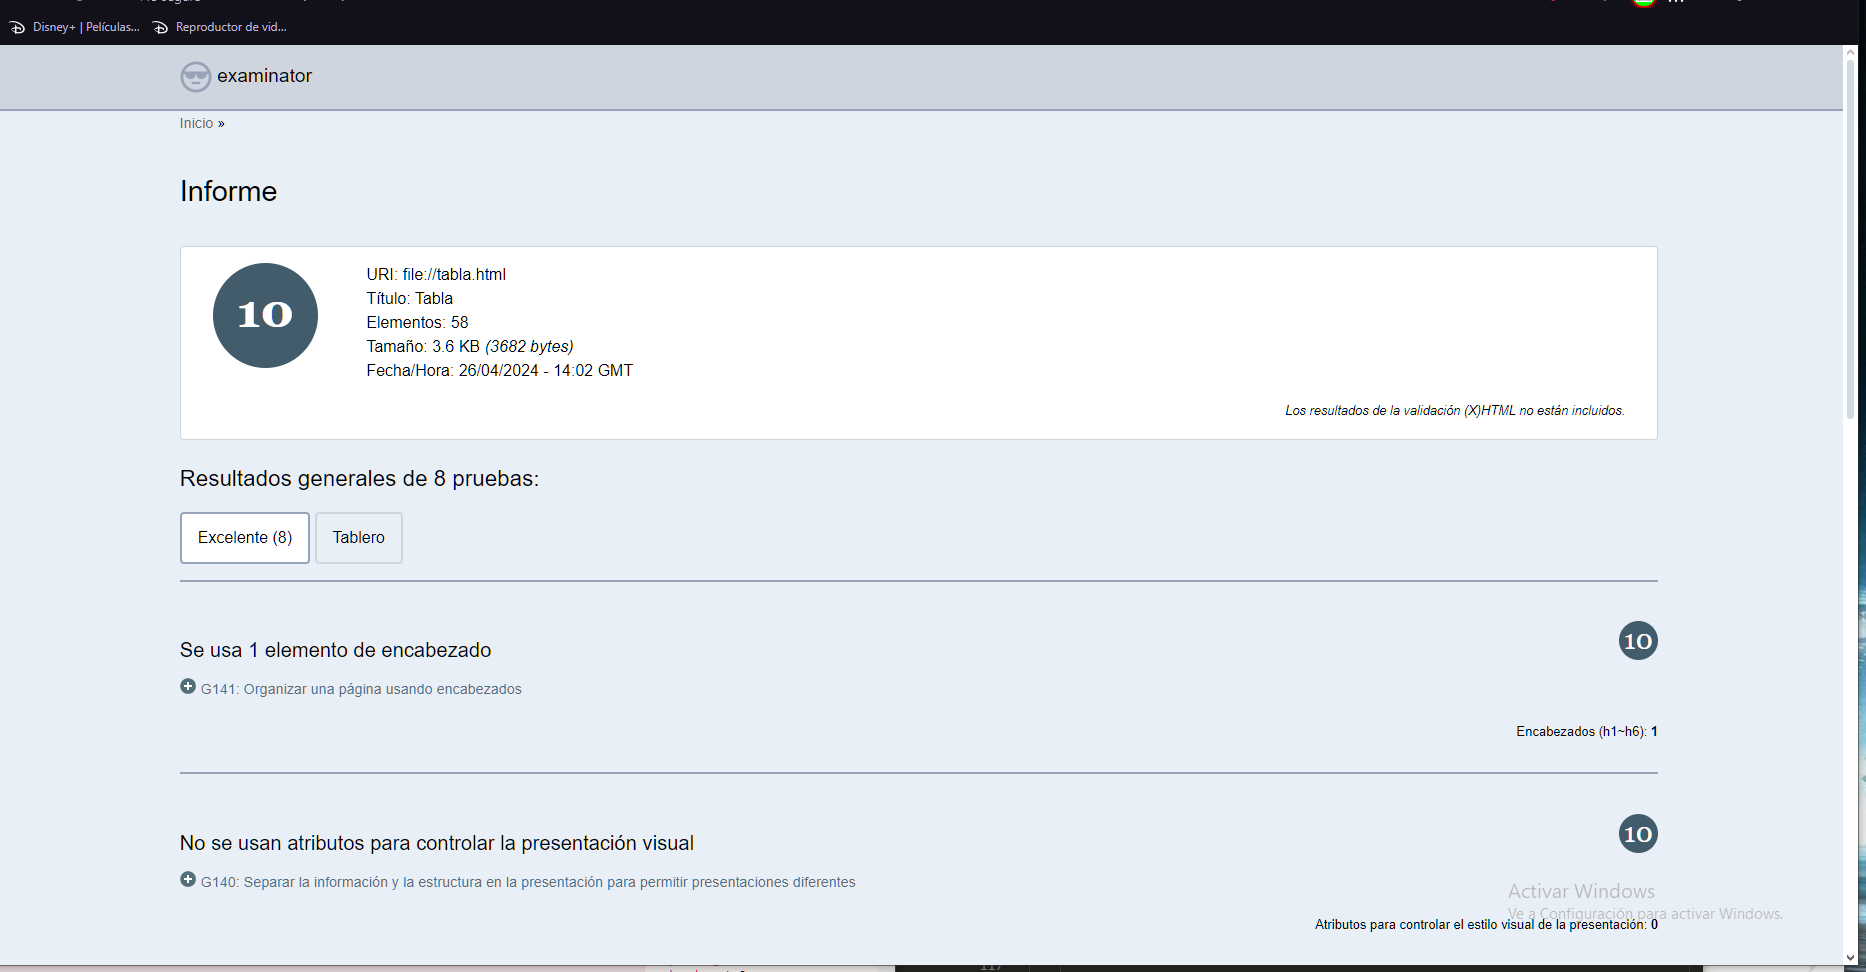 Disney+ | Películas...
Reproductor de vid...
examinator
Inicio »
Informe
10
URI: file://tabla.html
Título: Tabla
Elementos: 58
Tamaño: 3.6 KB (3682 bytes)
Fecha/Hora: 26/04/2024 - 14:02 GMT
Los resultados de la validación (X)HTML no están incluidos.
Resultados generales de 8 pruebas:
Excelente (8)
Tablero
Se usa 1 elemento de encabezado
10
G141: Organizar una página usando encabezados
Encabezados (h1~h6): 1
No se usan atributos para controlar la presentación visual
10
G140: Separar la información y la estructura en la presentación para permitir presentaciones diferentes
Activar Windows
Ve a Configuración para activar Windows.
Atributos para controlar el estilo visual de la presentación: 0